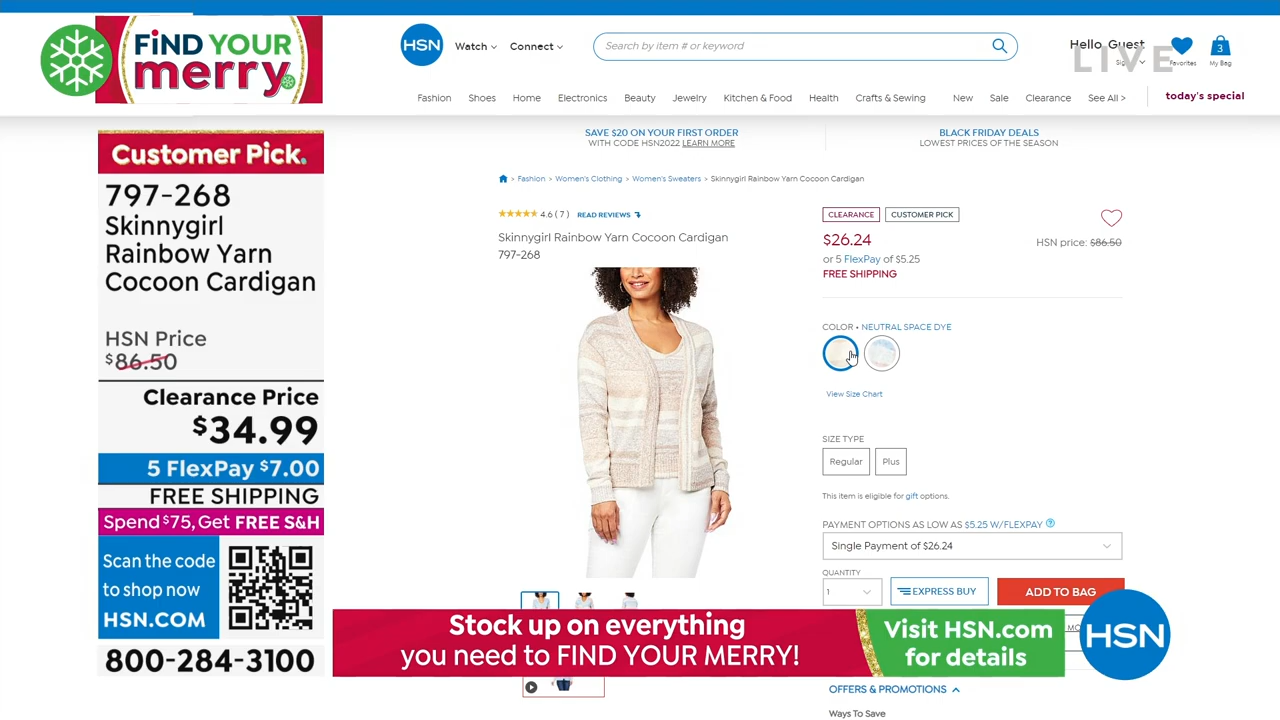 FiND YOUR
merry
HSN
Watch
Connect
Search by item # or keyword
Hello, Guest
LIVE
Favorites
3
My Bag
Fashion
Shoes
Home
Electronics
Beauty
Jewelry
Kitchen & Food
Health
Crafts & Sewing
New
Sale
Clearance
See All >
today's special
SAVE $20 ON YOUR FIRST ORDER
WITH CODE HSN2022 LEARN MORE
BLACK FRIDAY DEALS
LOWEST PRICES OF THE SEASON
Customer Pick.
797-268
Skinnygirl
Rainbow Yarn
Cocoon Cardigan
HSN Price
$86.50
Clearance Price
$34.99
5 FlexPay $7.00
FREE SHIPPING
Spend $75, Get FREE S&H
Scan the code
to shop now
HSN.COM
800-284-3100
> Fashion > Women's Clothing > Women's Sweaters > Skinnygirl Rainbow Yarn Cocoon Cardigan
4.6 ( 7 ) READ REVIEWS
Skinnygirl Rainbow Yarn Cocoon Cardigan
797-268
CLEARANCE
CUSTOMER PICK
$26.24
HSN price: $86.50
or 5 FlexPay of $5.25
FREE SHIPPING
COLOR • NEUTRAL SPACE DYE
View Size Chart
SIZE TYPE
Regular
Plus
This item is eligible for gift options.
PAYMENT OPTIONS AS LOW AS $5.25 W/FLEXPAY
Single Payment of $26.24
QUANTITY
1
EXPRESS BUY
ADD TO BAG
Stock up on everything
you need to FIND YOUR MERRY!
Visit HSN.com
for details
HSN
OFFERS & PROMOTIONS
Ways To Save